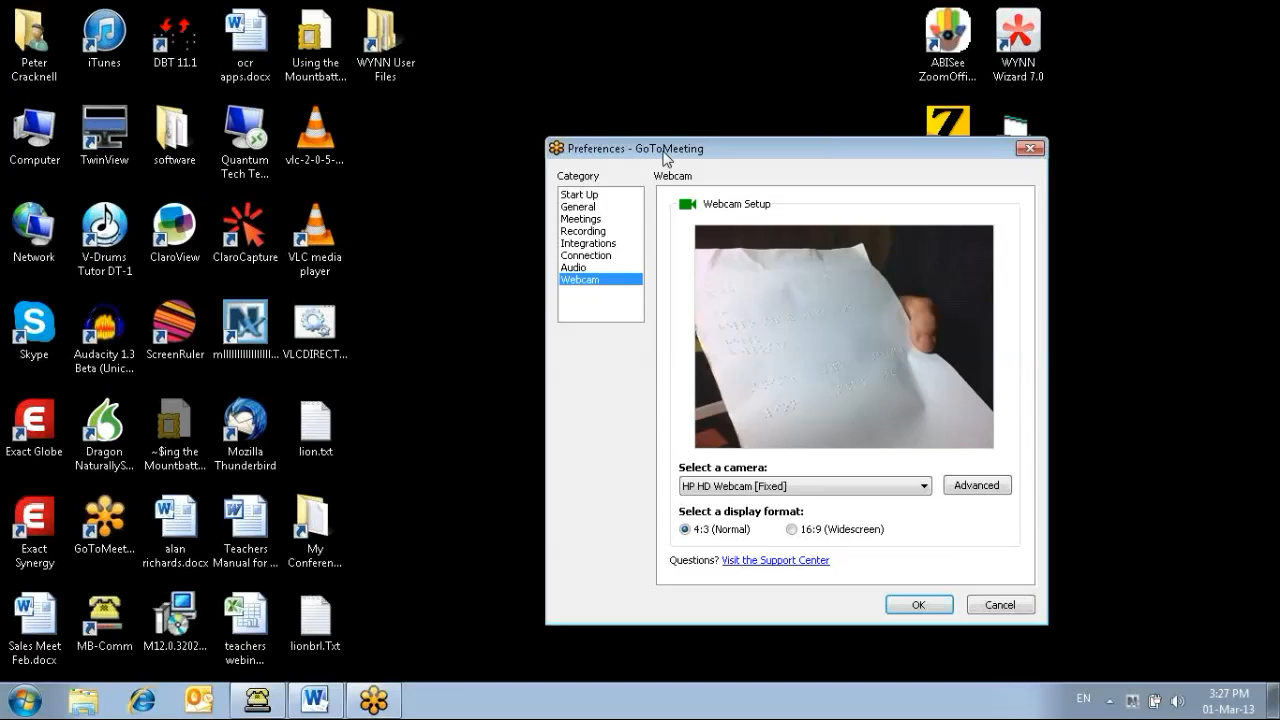 Peter
Cracknell
iTunes
DBT 11.1
ocr
apps.docx
Using the
Mountbatt...
WYNN User
Files
ABISee
ZoomOffi...
WYNN
Wizard 7.0
Computer
TwinView
software
Quantum
Tech Te...
vlc-2-0-5-...
7
Network
V-Drums
Tutor DT-1
ClaroView
ClaroCapture
VLC media
player
Skype
Audacity 1.3
Beta (Unic...
ScreenRuler
mIIIIIIIIIIIIIIIII...
VLCDIRECT...
Exact Globe
Dragon
NaturallyS...
~$ing the
Mountbatt...
Mozilla
Thunderbird
lion.txt
Exact
Synergy
GoToMeet...
alan
richards.docx
Teachers
Manual for ...
My
Conferen...
Sales Meet
Feb.docx
MB-Comm
M12.0.3202...
teachers
webin...
lionbrl.Txt
Preferences - GoToMeeting
Category
Webcam
Start Up
General
Meetings
Recording
Integrations
Connection
Audio
Webcam
Webcam Setup
Select a camera:
HP HD Webcam [Fixed]
Advanced
Select a display format:
4:3 (Normal)
16:9 (Widescreen)
Questions? Visit the Support Center
OK
Cancel
EN
3:27 PM
01-Mar-13